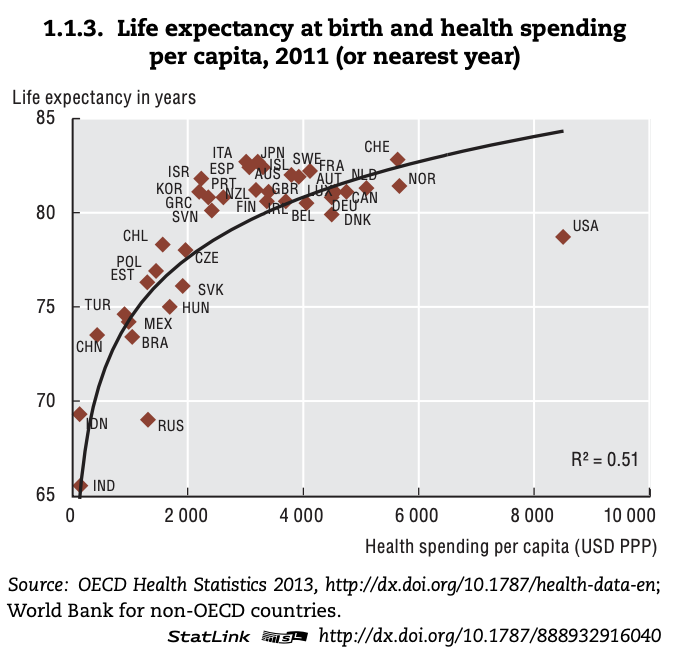 1.1.3. Life expectancy at birth and health spending
per capita, 2011 (or nearest year)
Life expectancy in years
85
ITA
JPN
ISL
SWE
FRA
CHE
ISR
ESP
AUS
AUT
NLD
NOR
KOR
PRT
NZL
GBR
LUX
CAN
GRC
FIN
IRL
DEU
SVN
BEL
DNK
80
USA
CHL
CZE
POL
EST
SVK
75
TUR
HUN
MEX
CHN
BRA
70
IDN
RUS
R² = 0.51
65
IND
0 2 000 4 000 6 000 8 000 10 000
Health spending per capita (USD PPP)
Source: OECD Health Statistics 2013, http://dx.doi.org/10.1787/health-data-en;
World Bank for non-OECD countries.
StatLink http://dx.doi.org/10.1787/888932916040